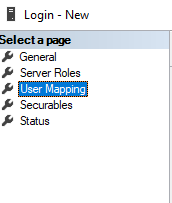 Login - New
Select a page
General
Server Roles
User Mapping
Securables
Status